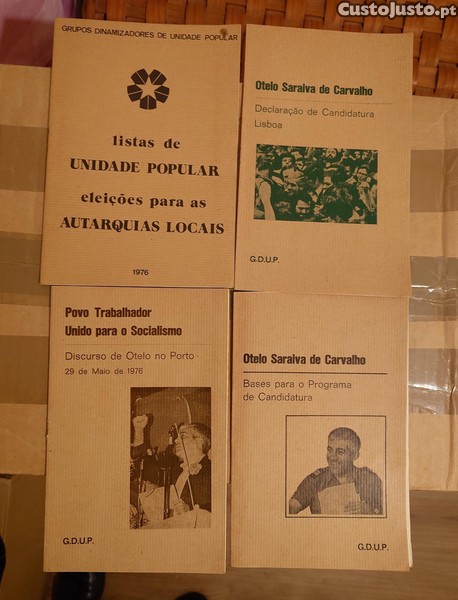 CustoJusto.pt
GRUPOS DINAMIZADORES DE UNIDADE POPULAR
listas de
UNIDADE POPULAR
eleições para as
AUTARQUIAS LOCAIS
1976
Otelo Saraiva de Carvalho
Declaração de Candidatura
Lisboa
G.D.U.P.
Povo Trabalhador
Unido para o Socialismo
Discurso de Otelo no Porto -
29 de Maio de 1976
G.D.U.P.
Otelo Saraiva de Carvalho
Bases para o Programa
de Candidatura
G.D.U.P.